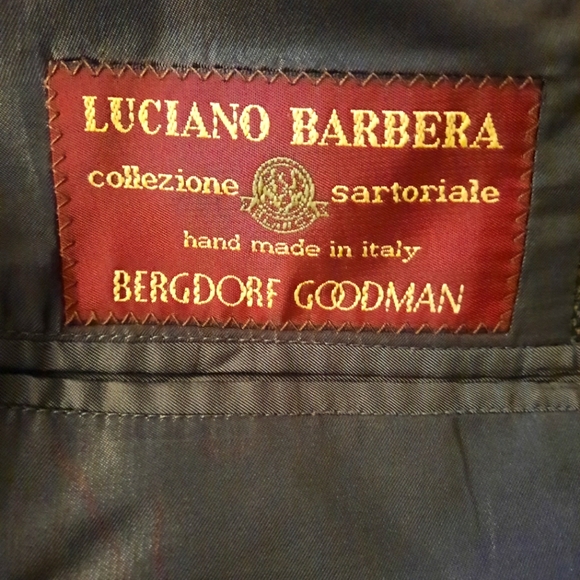 LUCIANO BARBERA
collezione sartoriale
hand made in italy
BERGDORF GOODMAN